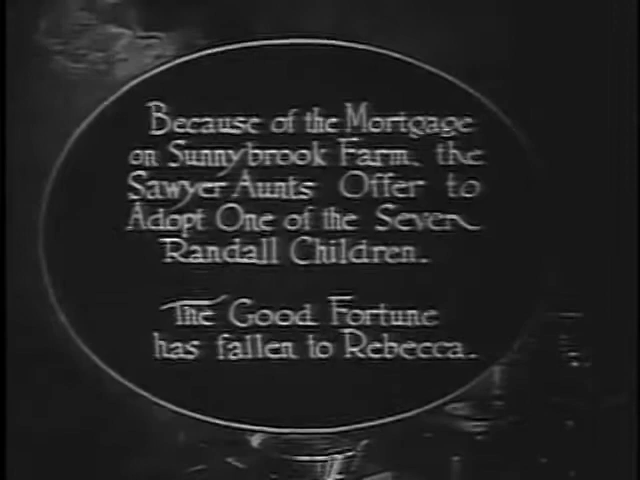 Because of the Mortgage
on Sunnybrook Farm, the
Sawyer Aunts Offer to
Adopt One of the Seven
Randall Children.
The Good Fortune
has fallen to Rebecca.